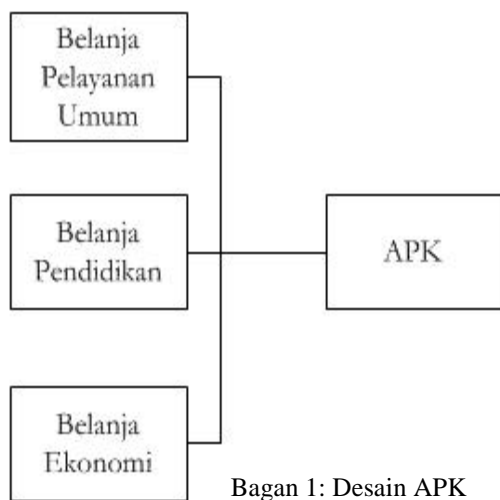 Belanja
Pelayanan
Umum
Belanja
Pendidikan
APK
Belanja
Ekonomi
Bagan 1: Desain APK